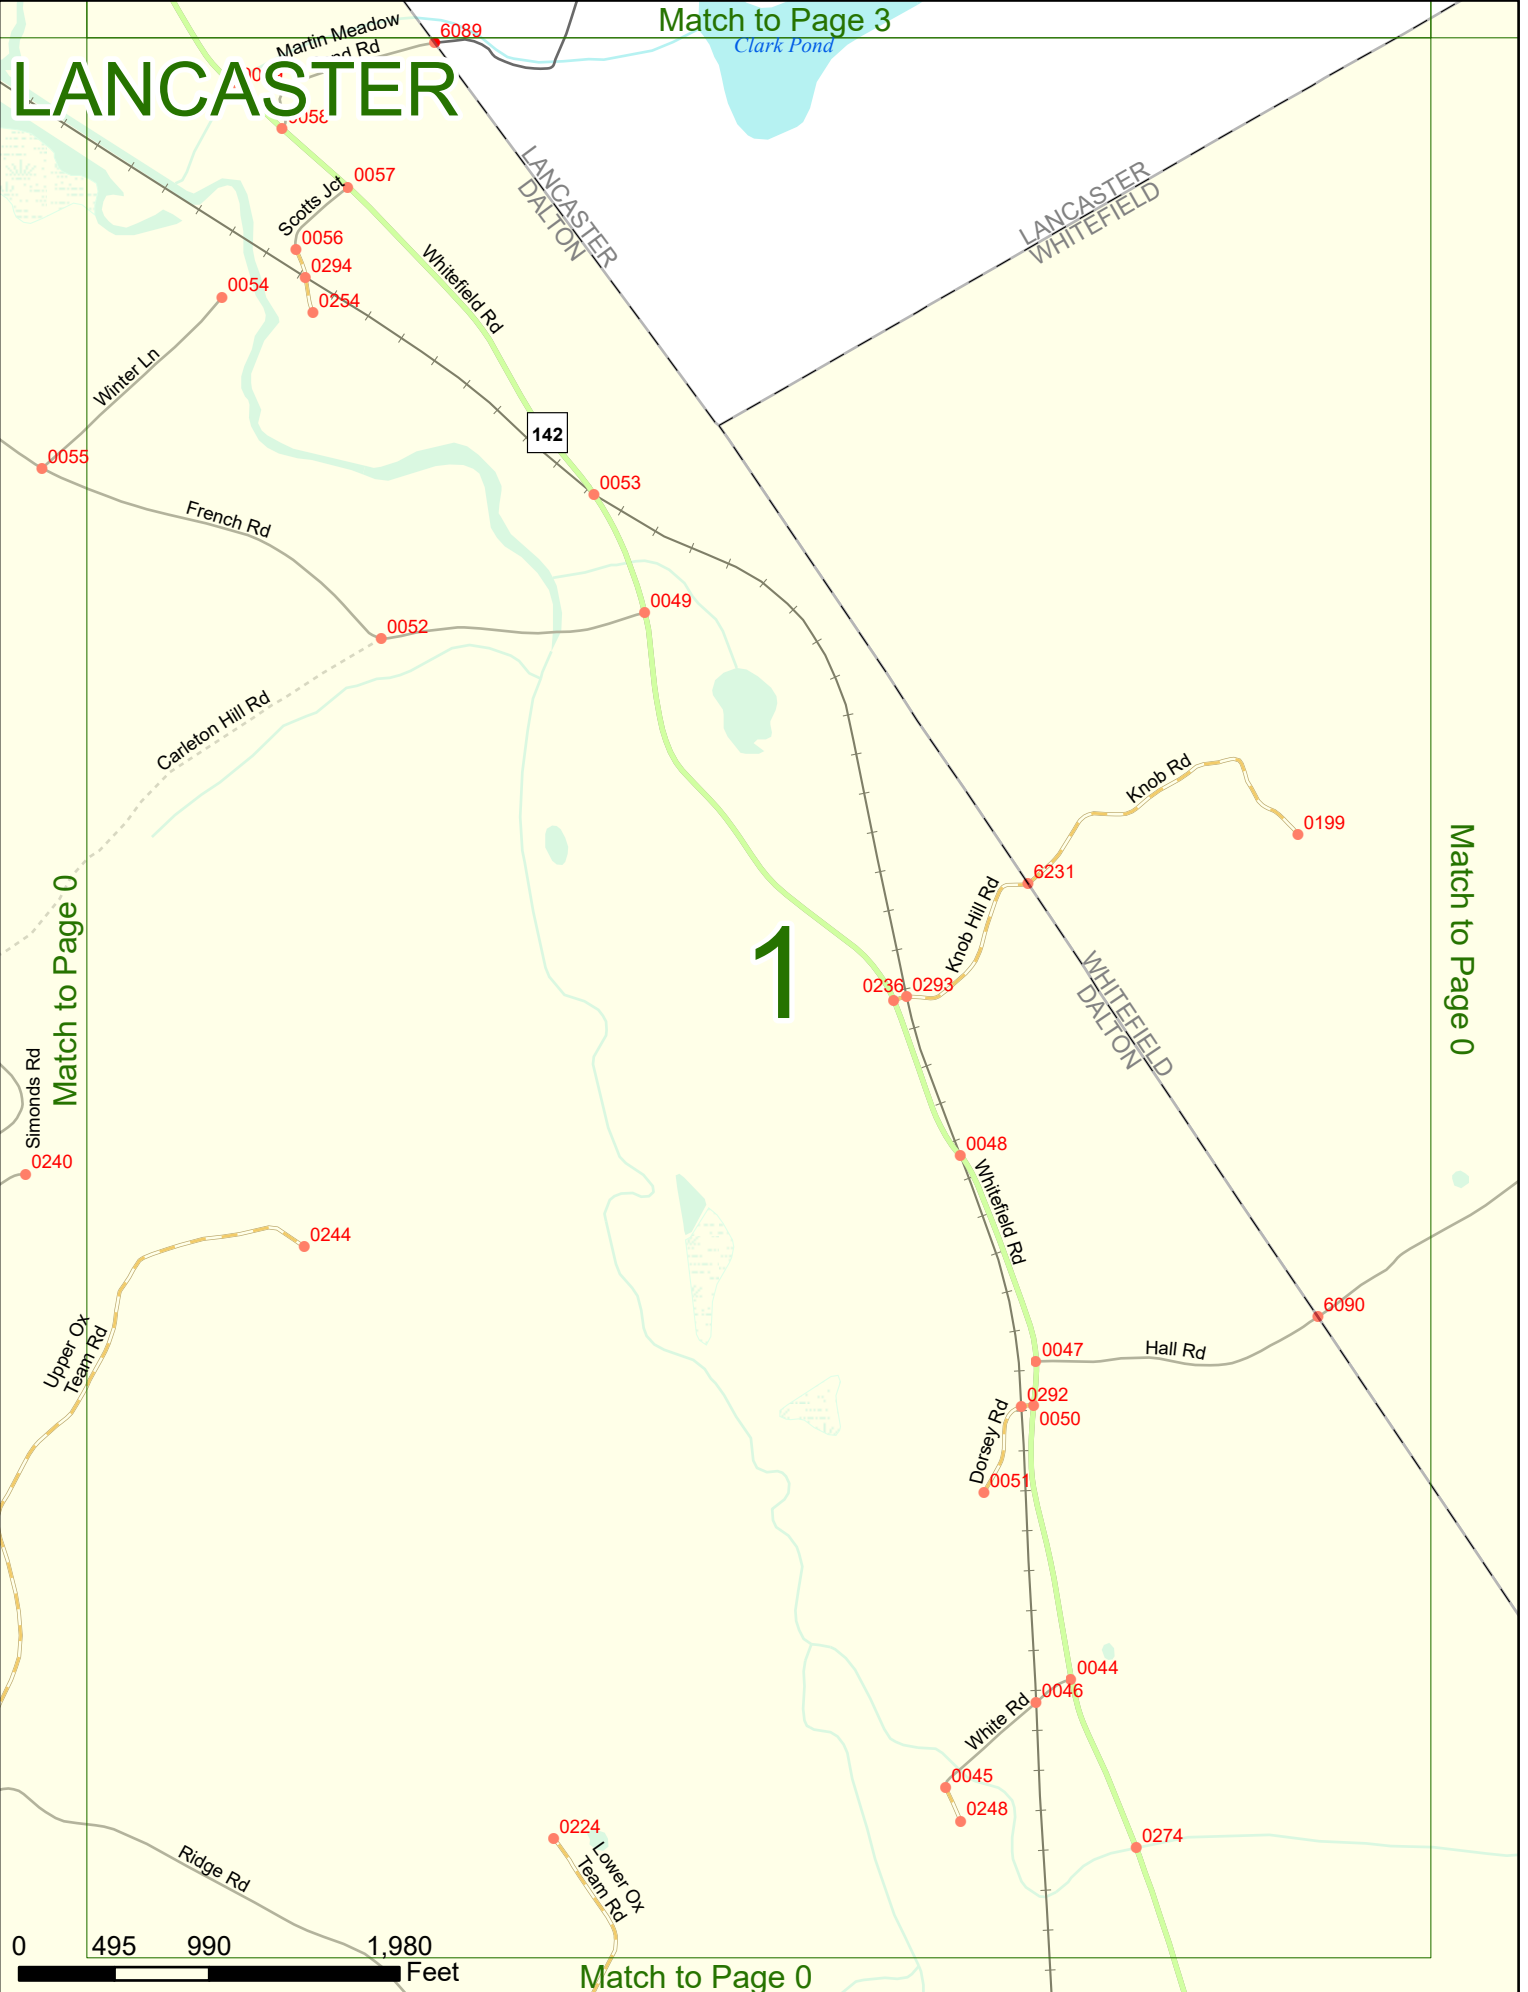 Match to Page 3
6089
Martin Meadow
Rd
Clark Pond
LANCASTER
0058
0057
LANCASTER
DALTON
LANCASTER
WHITEFIELD
Scotts Jct
0056
0294
0254
0054
Whitefield Rd
Winter Ln
142
0055
0053
French Rd
0049
0052
Carleton Hill Rd
Knob Rd
0199
6231
Knob Hill Rd
Match to Page 0
Match to Page 0
1
0236
0293
WHITEFIELD
DALTON
Simonds Rd
0240
0048
Whitefield Rd
0244
Upper Ox
Team Rd
6090
0047
Hall Rd
0292
0050
Dorsey Rd
0051
0044
0046
White Rd
0045
0248
0224
0274
Lower Ox
Team Rd
Ridge Rd
0 495 990 1,980
Feet
Match to Page 0